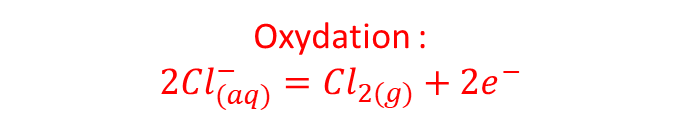 Oxydation :
2Cl⁻(aq) = Cl₂(g) + 2e⁻